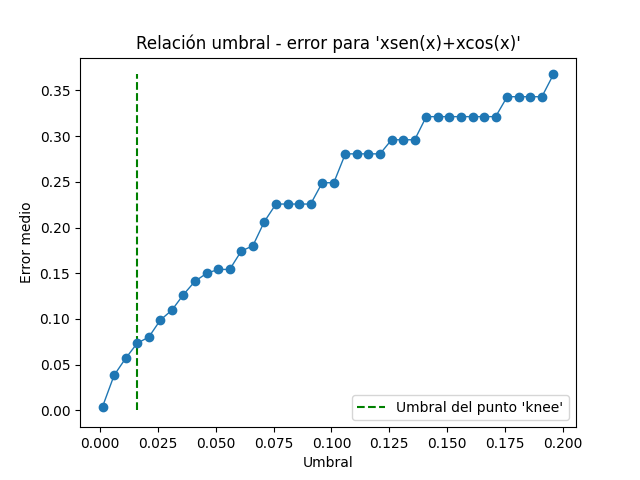 Relación umbral - error para 'xsen(x)+xcos(x)'
Error medio
0.35
0.30
0.25
0.20
0.15
0.10
0.05
0.00
Umbral del punto 'knee'
0.000 0.025 0.050 0.075 0.100 0.125 0.150 0.175 0.200
Umbral